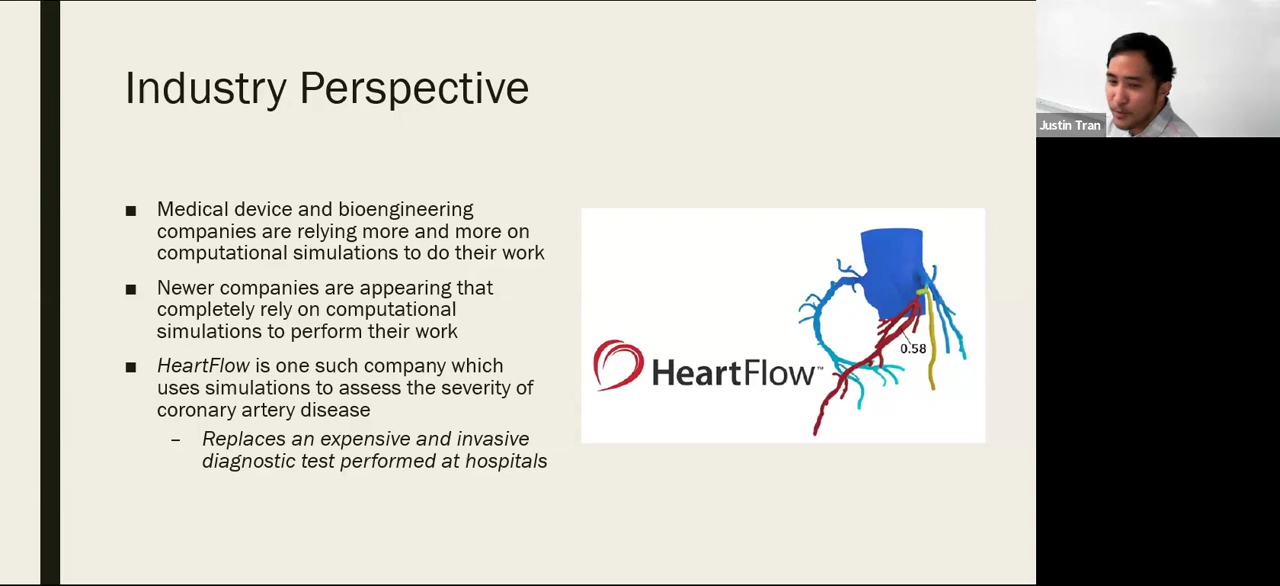 Industry Perspective
■ Medical device and bioengineering
companies are relying more and more on
computational simulations to do their work
■ Newer companies are appearing that
completely rely on computational
simulations to perform their work
■ HeartFlow is one such company which
uses simulations to assess the severity of
coronary artery disease
– Replaces an expensive and invasive
diagnostic test performed at hospitals
HeartFlow™
0.58
Justin Tran